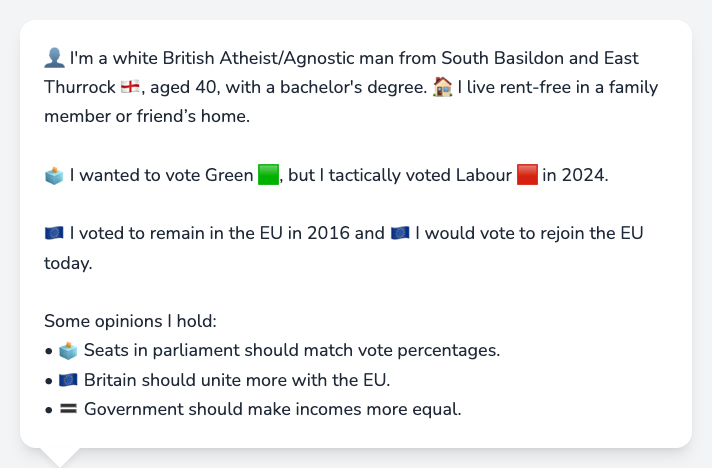 👤 I'm a white British Atheist/Agnostic man from South Basildon and East
Thurrock 🏴󠁧󠁢󠁥󠁮󠁧󠁿, aged 40, with a bachelor's degree. 🏠 I live rent-free in a family
member or friend’s home.
🗳️ I wanted to vote Green 🟩, but I tactically voted Labour 🟥 in 2024.
🇪🇺 I voted to remain in the EU in 2016 and 🇪🇺 I would vote to rejoin the EU
today.
Some opinions I hold:
• 🗳️ Seats in parliament should match vote percentages.
• 🇪🇺 Britain should unite more with the EU.
• 🟰 Government should make incomes more equal.